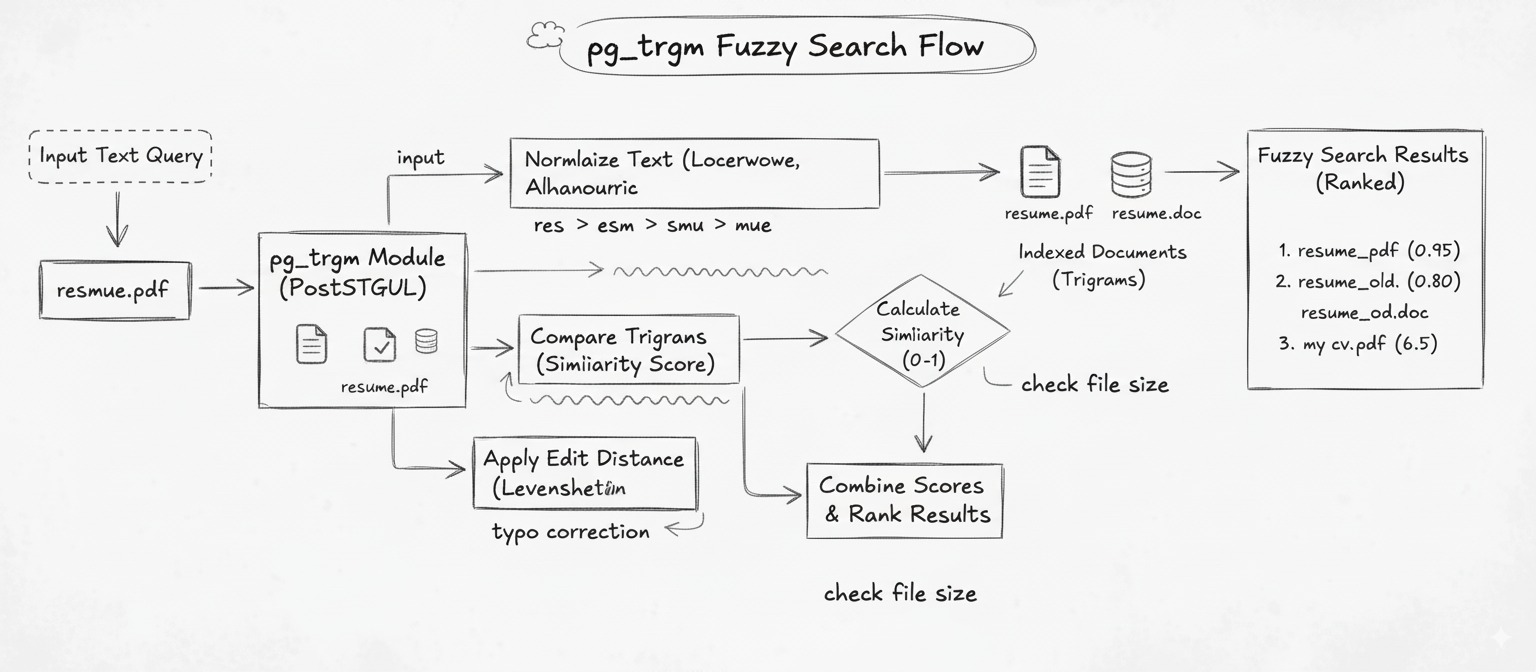 pg_trgm Fuzzy Search Flow
Input Text Query
resmue.pdf
input
pg_trgm Module
(PostSTGUL)
resume.pdf
Normlaize Text (Locerwowe,
Alhanourric
res > esm > smu > mue
Compare Trigrans
(Simliarity Score)
Apply Edit Distance
typo correction
Calculate
Simliarity
(0-1)
check file size
Combine Scores
& Rank Results
check file size
resume.pdf
resume.doc
Indexed Documents
(Trigrams)
Fuzzy Search Results
(Ranked)
1. resume_pdf (0.95)
2. resume_old. (0.80)
resume_od.doc
3. my cv.pdf (6.5)